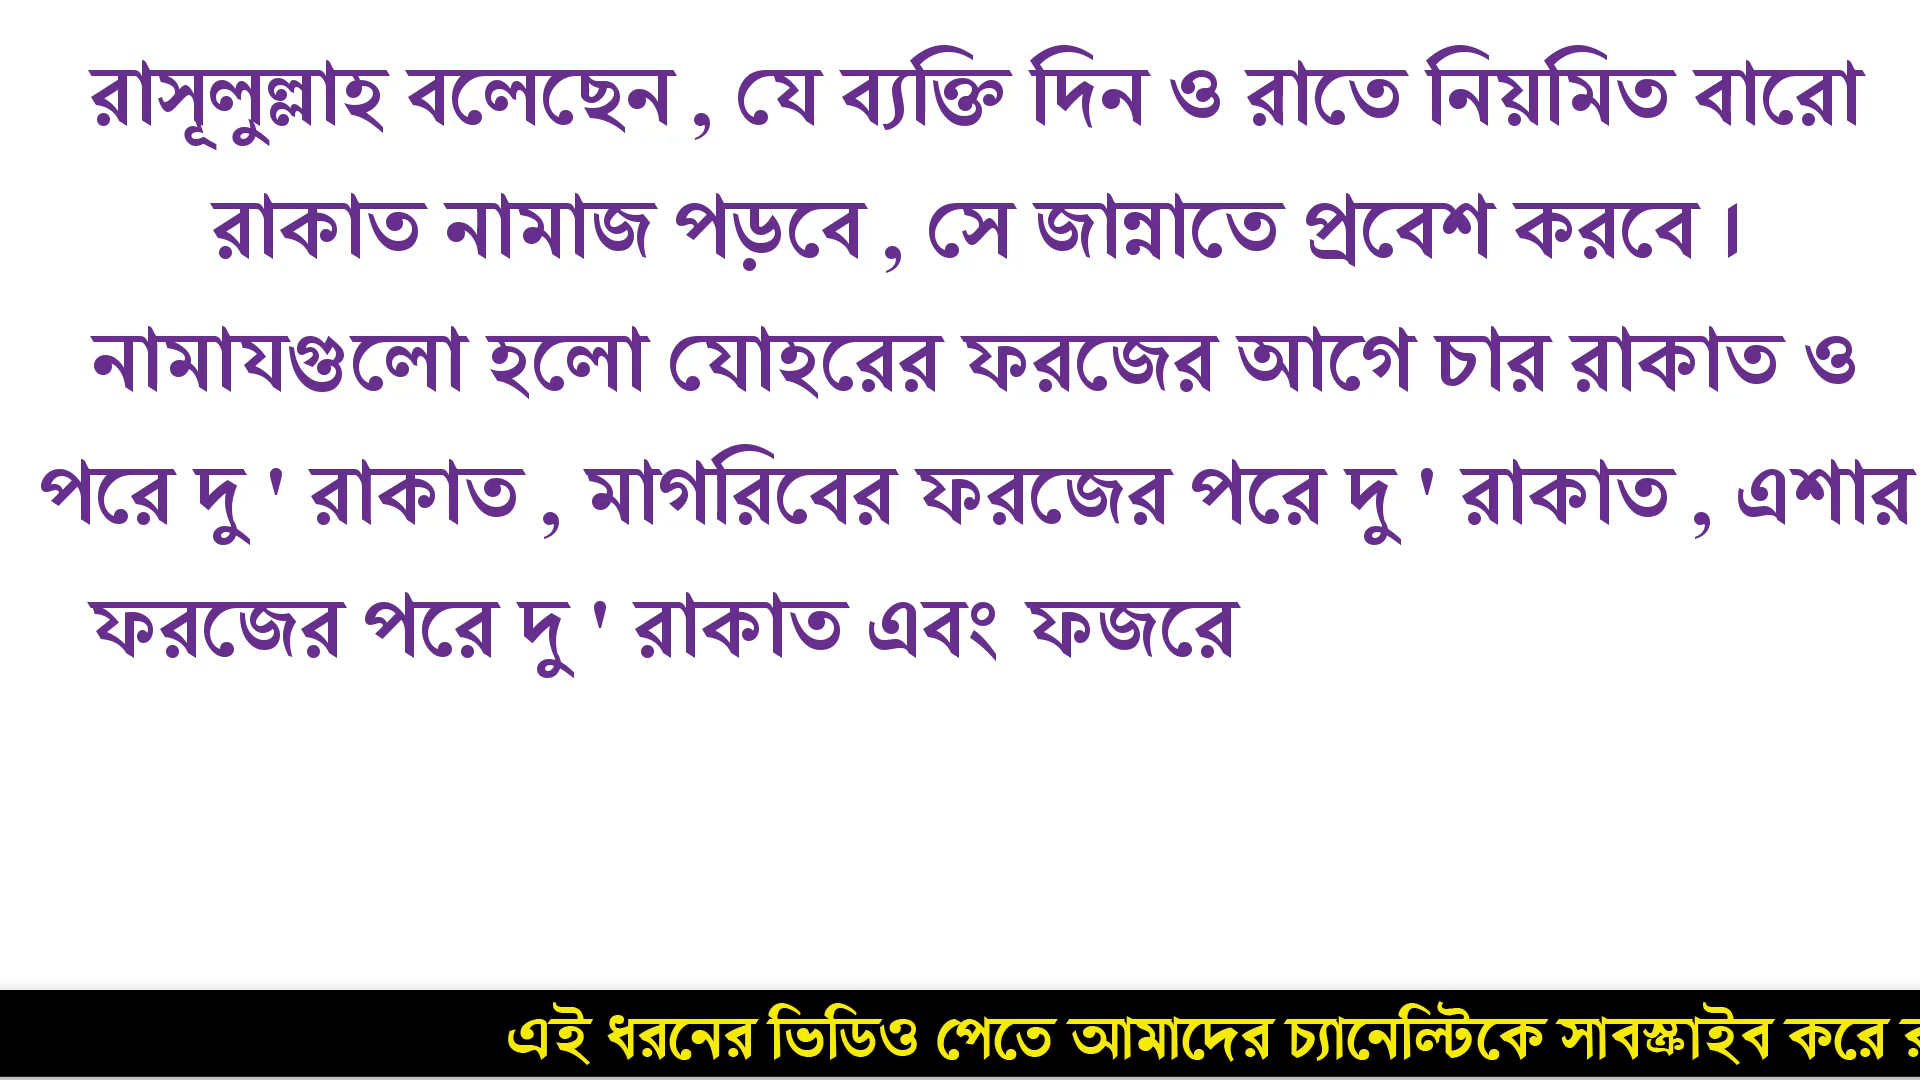 রাসূলুল্লাহ বলেছেন , যে ব্যক্তি দিন ও রাতে নিয়মিত বারো
রাকাত নামাজ পড়বে , সে জান্নাতে প্রবেশ করবে ।
নামাযগুলো হলো যোহরের ফরজের আগে চার রাকাত ও
পরে দু ' রাকাত , মাগরিবের ফরজের পরে দু ' রাকাত , এশার
ফরজের পরে দু ' রাকাত এবং ফজরে
এই ধরনের ভিডিও পেতে আমাদের চ্যানেল্টিকে সাবস্ক্রাইব করে